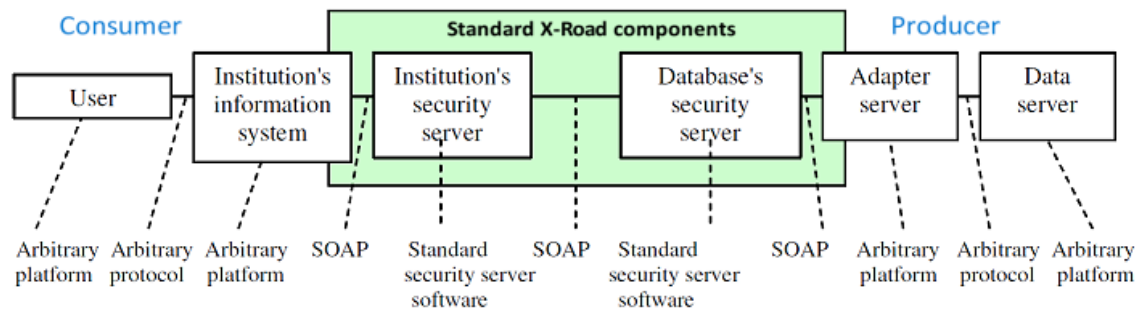 Consumer
Standard X-Road components
Producer
User
Institution's
information
system
Institution's
security
server
Database's
security
server
Adapter
server
Data
server
Arbitrary
platform
Arbitrary
protocol
Arbitrary
platform
SOAP
Standard
security server
software
SOAP
Standard
security server
software
SOAP
Arbitrary
platform
Arbitrary
protocol
Arbitrary
platform